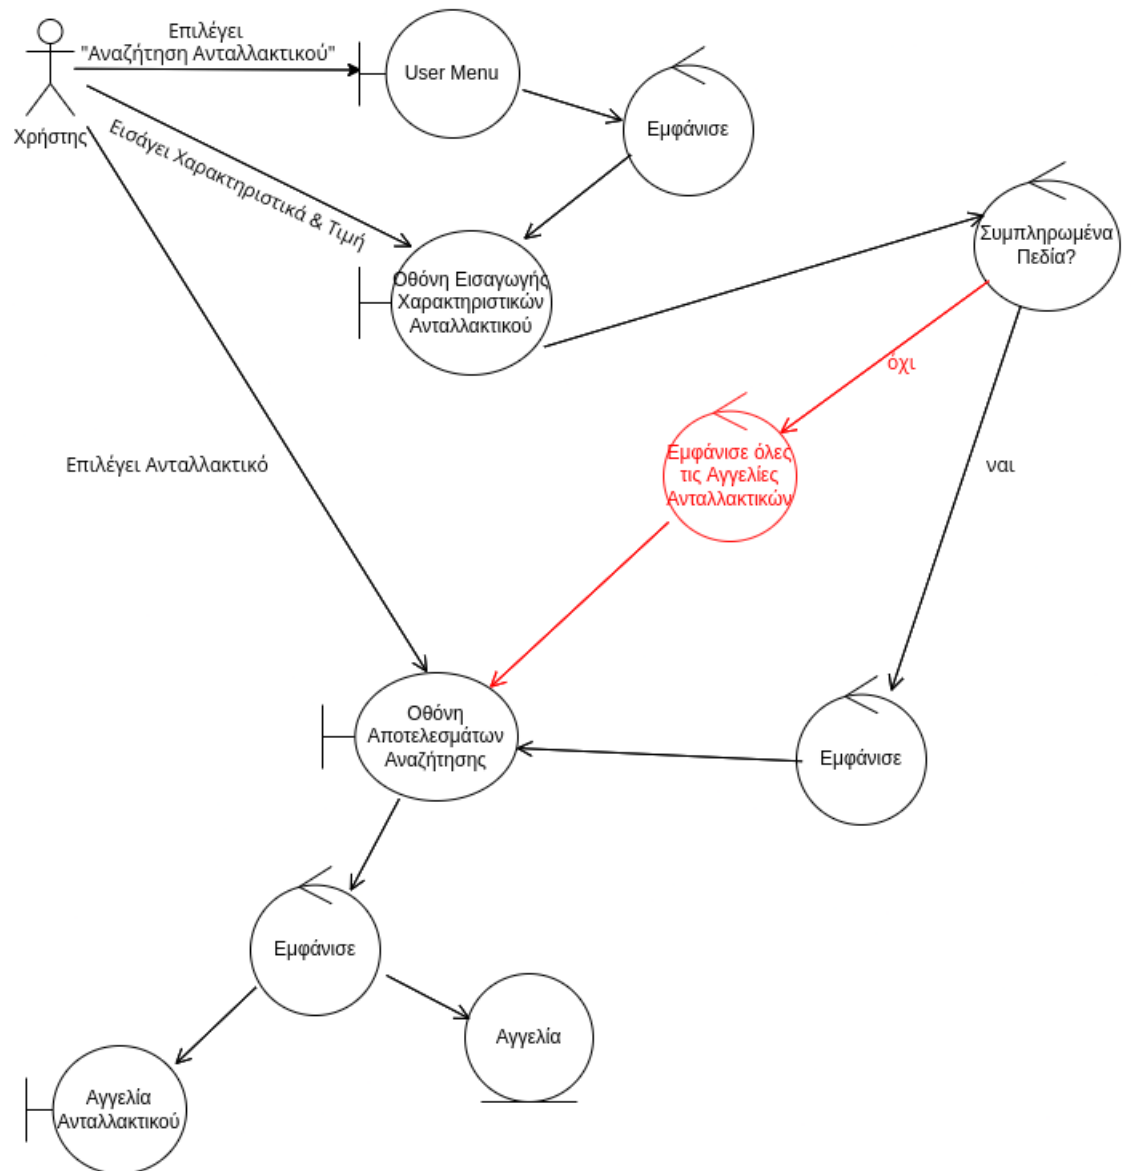 Επιλέγει
"Αναζήτηση Ανταλλακτικού"
User Menu
Εμφάνισε
Χρήστης
Εισάγει Χαρακτηριστικά & Τιμή
Συμπληρωμένα
Πεδία?
Οθόνη Εισαγωγής
Χαρακτηριστικών
Ανταλλακτικού
όχι
Εμφάνισε όλες
τις Αγγελίες
Ανταλλακτικών
Επιλέγει Ανταλλακτικό
ναι
Οθόνη
Αποτελεσμάτων
Αναζήτησης
Εμφάνισε
Εμφάνισε
Αγγελία
Αγγελία
Ανταλλακτικού